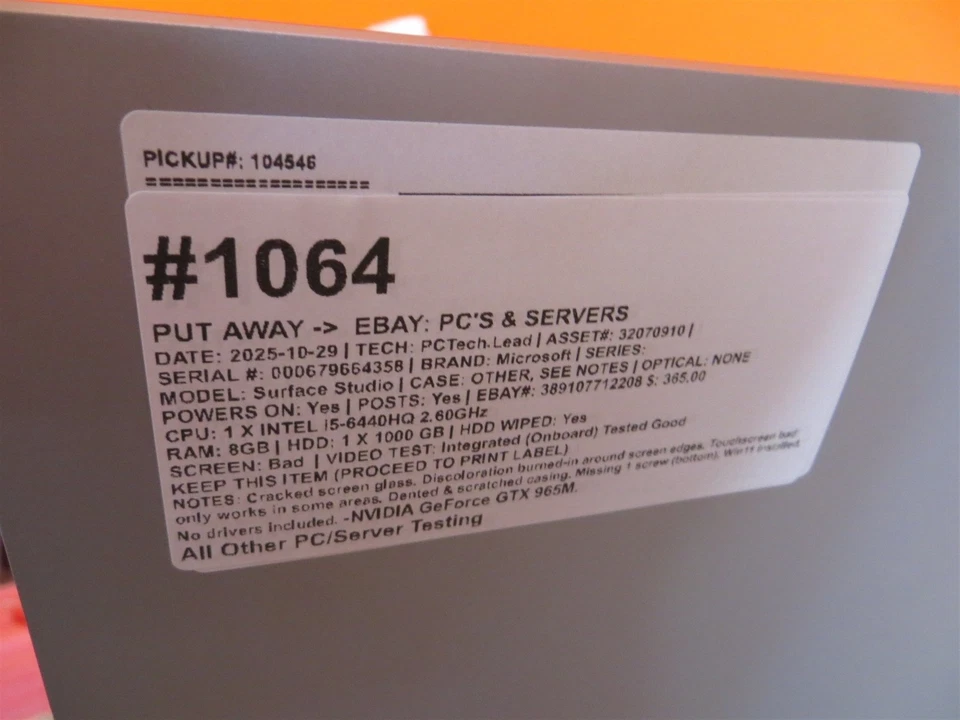 PICKUP#: 104546
====================
#1064
PUT AWAY -> EBAY: PC'S & SERVERS
DATE: 2025-10-29 | TECH: PCTech.Lead | ASSET#: 32070910 |
SERIAL #: 000679664358 | BRAND: Microsoft | SERIES:
MODEL: Surface Studio | CASE: OTHER, SEE NOTES | OPTICAL: NONE
POWERS ON: Yes | POSTS: Yes | EBAY#: 389107712208 $: 365.00
CPU: 1 X INTEL i5-6440HQ 2.60GHz
RAM: 8GB | HDD: 1 X 1000 GB | HDD WIPED: Yes
SCREEN: Bad | VIDEO TEST: Integrated (Onboard) Tested Good
KEEP THIS ITEM (PROCEED TO PRINT LABEL)
NOTES: Cracked screen glass. Discoloration burned-in around screen edges. Touchscreen bad
only works in some areas. Dented & scratched casing. Missing 1 screw (bottom). Win11 installed
No drivers included. -NVIDIA GeForce GTX 965M.
All Other PC/Server Testing